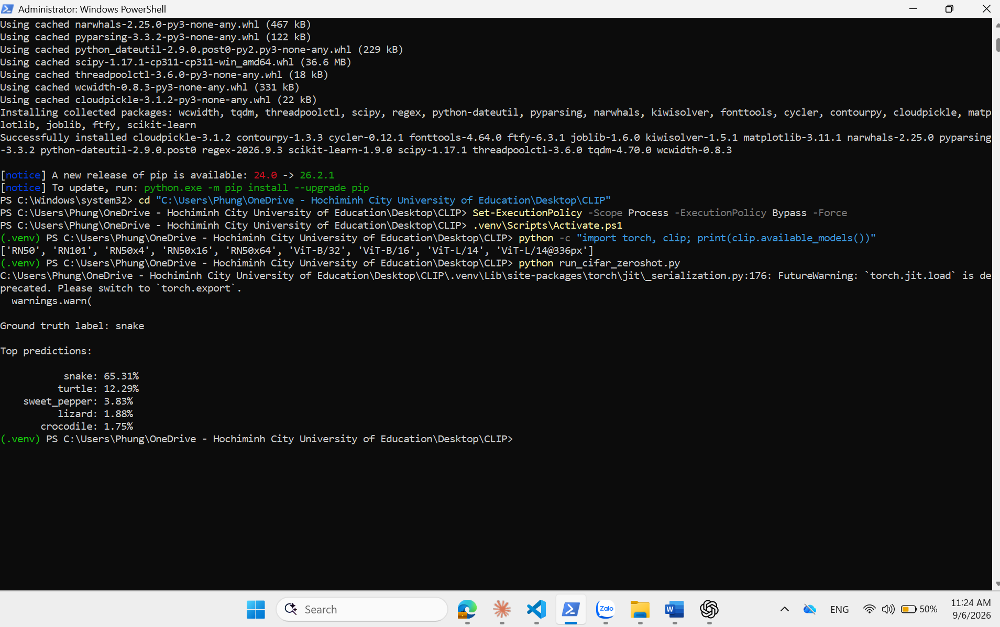 Administrator: Windows PowerShell
Using cached narwhals-2.25.0-py3-none-any.whl (467 kB)
Using cached pyparsing-3.3.2-py3-none-any.whl (122 kB)
Using cached python_dateutil-2.9.0.post0-py2.py3-none-any.whl (229 kB)
Using cached scipy-1.17.1-cp311-cp311-win_amd64.whl (36.6 MB)
Using cached threadpoolctl-3.6.0-py3-none-any.whl (18 kB)
Using cached wcwidth-0.8.3-py3-none-any.whl (331 kB)
Using cached cloudpickle-3.1.2-py3-none-any.whl (22 kB)
Installing collected packages: wcwidth, tqdm, threadpoolctl, scipy, regex, python-dateutil, pyparsing, narwhals, kiwisolver, fonttools, cycler, contourpy, cloudpickle, matp
lotlib, joblib, ftfy, scikit-learn
Successfully installed cloudpickle-3.1.2 contourpy-1.3.3 cycler-0.12.1 fonttools-4.64.0 ftfy-6.3.1 joblib-1.6.0 kiwisolver-1.5.1 matplotlib-3.11.1 narwhals-2.25.0 pyparsing
-3.3.2 python-dateutil-2.9.0.post0 regex-2026.9.3 scikit-learn-1.9.0 scipy-1.17.1 threadpoolctl-3.6.0 tqdm-4.70.0 wcwidth-0.8.3
[notice] A new release of pip is available: 24.0 -> 26.2.1
[notice] To update, run: python.exe -m pip install --upgrade pip
PS C:\Windows\system32> cd "C:\Users\Phung\OneDrive - Hochiminh City University of Education\Desktop\CLIP"
PS C:\Users\Phung\OneDrive - Hochiminh City University of Education\Desktop\CLIP> Set-ExecutionPolicy -Scope Process -ExecutionPolicy Bypass -Force
PS C:\Users\Phung\OneDrive - Hochiminh City University of Education\Desktop\CLIP> .venv\Scripts\Activate.ps1
(.venv) PS C:\Users\Phung\OneDrive - Hochiminh City University of Education\Desktop\CLIP> python -c "import torch, clip; print(clip.available_models())"
['RN50', 'RN101', 'RN50x4', 'RN50x16', 'RN50x64', 'ViT-B/32', 'ViT-B/16', 'ViT-L/14', 'ViT-L/14@336px']
(.venv) PS C:\Users\Phung\OneDrive - Hochiminh City University of Education\Desktop\CLIP> python run_cifar_zeroshot.py
C:\Users\Phung\OneDrive - Hochiminh City University of Education\Desktop\CLIP\.venv\Lib\site-packages\torch\jit\_serialization.py:176: FutureWarning: `torch.jit.load` is de
precated. Please switch to `torch.export`.
  warnings.warn(
Ground truth label: snake
Top predictions:
snake: 65.31%
turtle: 12.29%
sweet_pepper: 3.83%
lizard: 1.88%
crocodile: 1.75%
(.venv) PS C:\Users\Phung\OneDrive - Hochiminh City University of Education\Desktop\CLIP>
Search
Zalo
W
ENG
50%
11:24 AM
9/6/2026